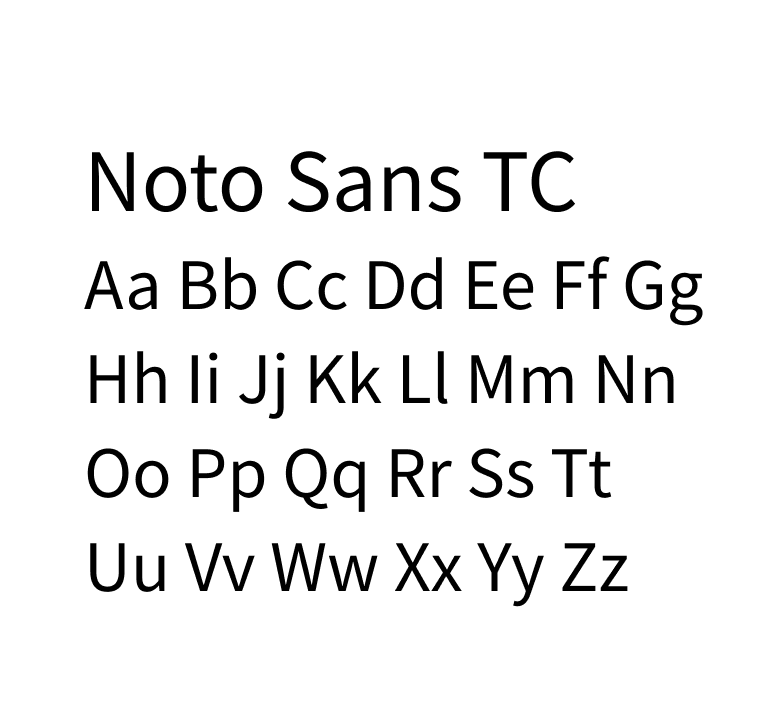 Noto Sans TC
Aa Bb Cc Dd Ee Ff Gg
Hh Ii Jj Kk Ll Mm Nn
Oo Pp Qq Rr Ss Tt
Uu Vv Ww Xx Yy Zz